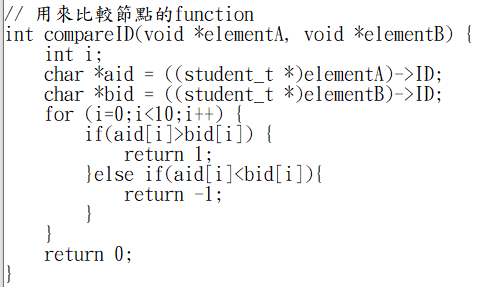 // 用來比較節點的function
int compareID(void *elementA, void *elementB) {
    int i;
    char *aid = ((student_t *)elementA)->ID;
    char *bid = ((student_t *)elementB)->ID;
    for (i=0;i<10;i++) {
        if(aid[i]>bid[i]) {
            return 1;
        }else if(aid[i]<bid[i]){
            return -1;
        }
    }
    return 0;
}